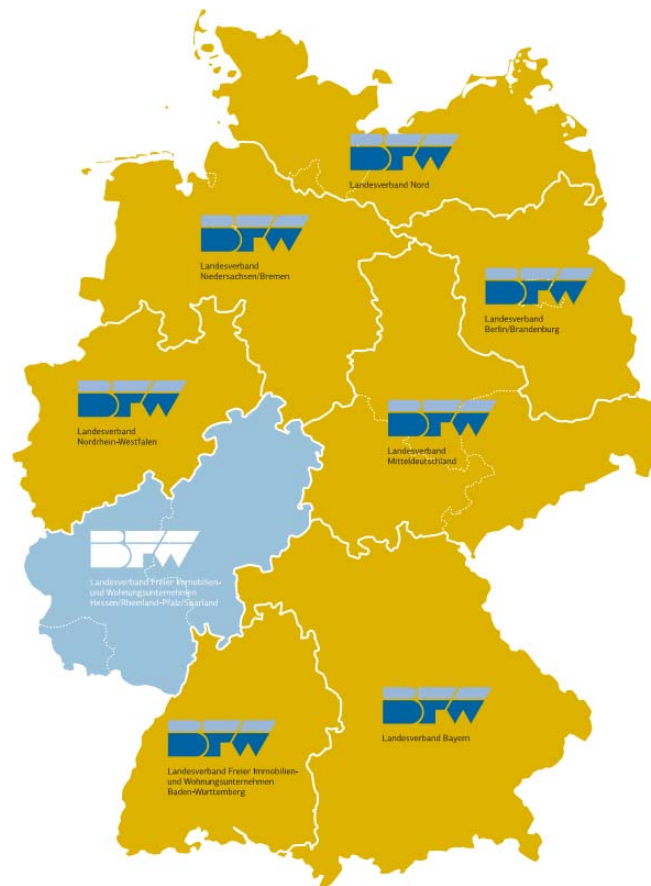 BFW
Landesverband Nord
BFW
Landesverband
Niedersachsen/Bremen
BFW
Landesverband
Berlin/Brandenburg
BFW
Landesverband
Nordrhein-Westfalen
BFW
Landesverband
Mitteldeutschland
BFW
Landesverband Freier Immobilien-
und Wohnungsunternehmen
Hessen/Rheinland-Pfalz/Saarland
BFW
Landesverband Bayern
BFW
Landesverband Freier Immobilien-
und Wohnungsunternehmen
Baden-Württemberg